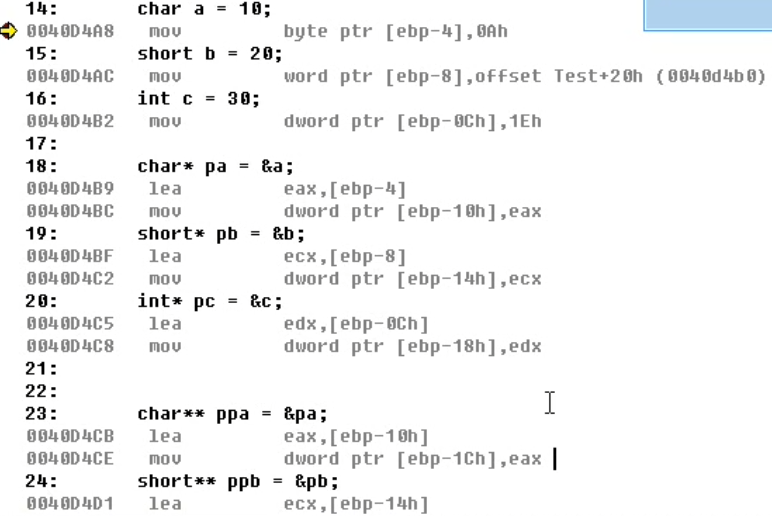 14:      char a = 10;
0040D4A8   mov         byte ptr [ebp-4],0Ah
15:      short b = 20;
0040D4AC   mov         word ptr [ebp-8],offset Test+20h (0040d4b0)
16:      int c = 30;
0040D4B2   mov         dword ptr [ebp-0Ch],1Eh
17:
18:      char* pa = &a;
0040D4B9   lea         eax,[ebp-4]
0040D4BC   mov         dword ptr [ebp-10h],eax
19:      short* pb = &b;
0040D4BF   lea         ecx,[ebp-8]
0040D4C2   mov         dword ptr [ebp-14h],ecx
20:      int* pc = &c;
0040D4C5   lea         edx,[ebp-0Ch]
0040D4C8   mov         dword ptr [ebp-18h],edx
21:
22:
23:      char** ppa = &pa;
0040D4CB   lea         eax,[ebp-10h]
0040D4CE   mov         dword ptr [ebp-1Ch],eax
24:      short** ppb = &pb;
0040D4D1   lea         ecx,[ebp-14h]